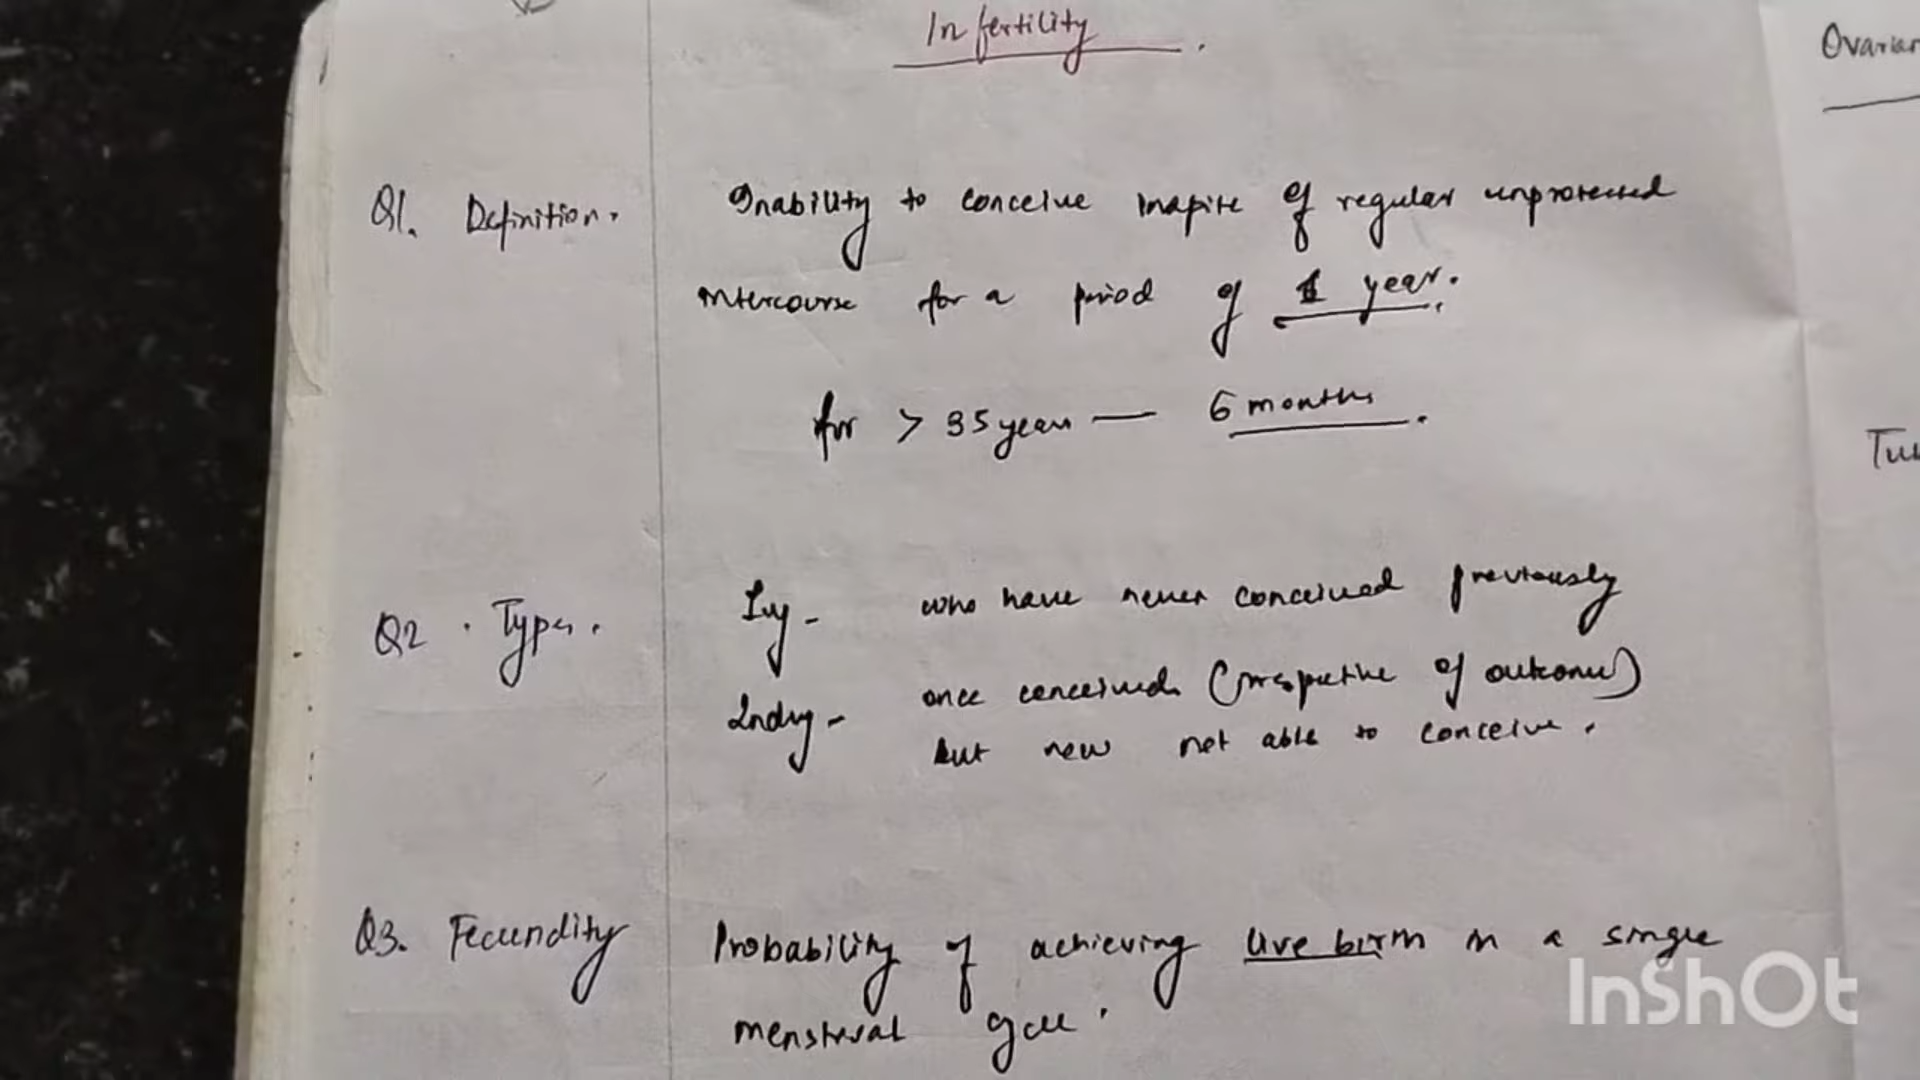 Infertility.
Q1. Definition. Inability to conceive inspite of regular unprotected
intercourse for a period of 1 year.
for > 35 years — 6 months.
Q2. Types. Iry - who have never conceived previously
2ndry - once conceived (irrespective of outcome)
but now not able to conceive.
Q3. Fecundity Probability of achieving live birth in a single
menstrual cycle.
Ovarian
Tu
InShOt